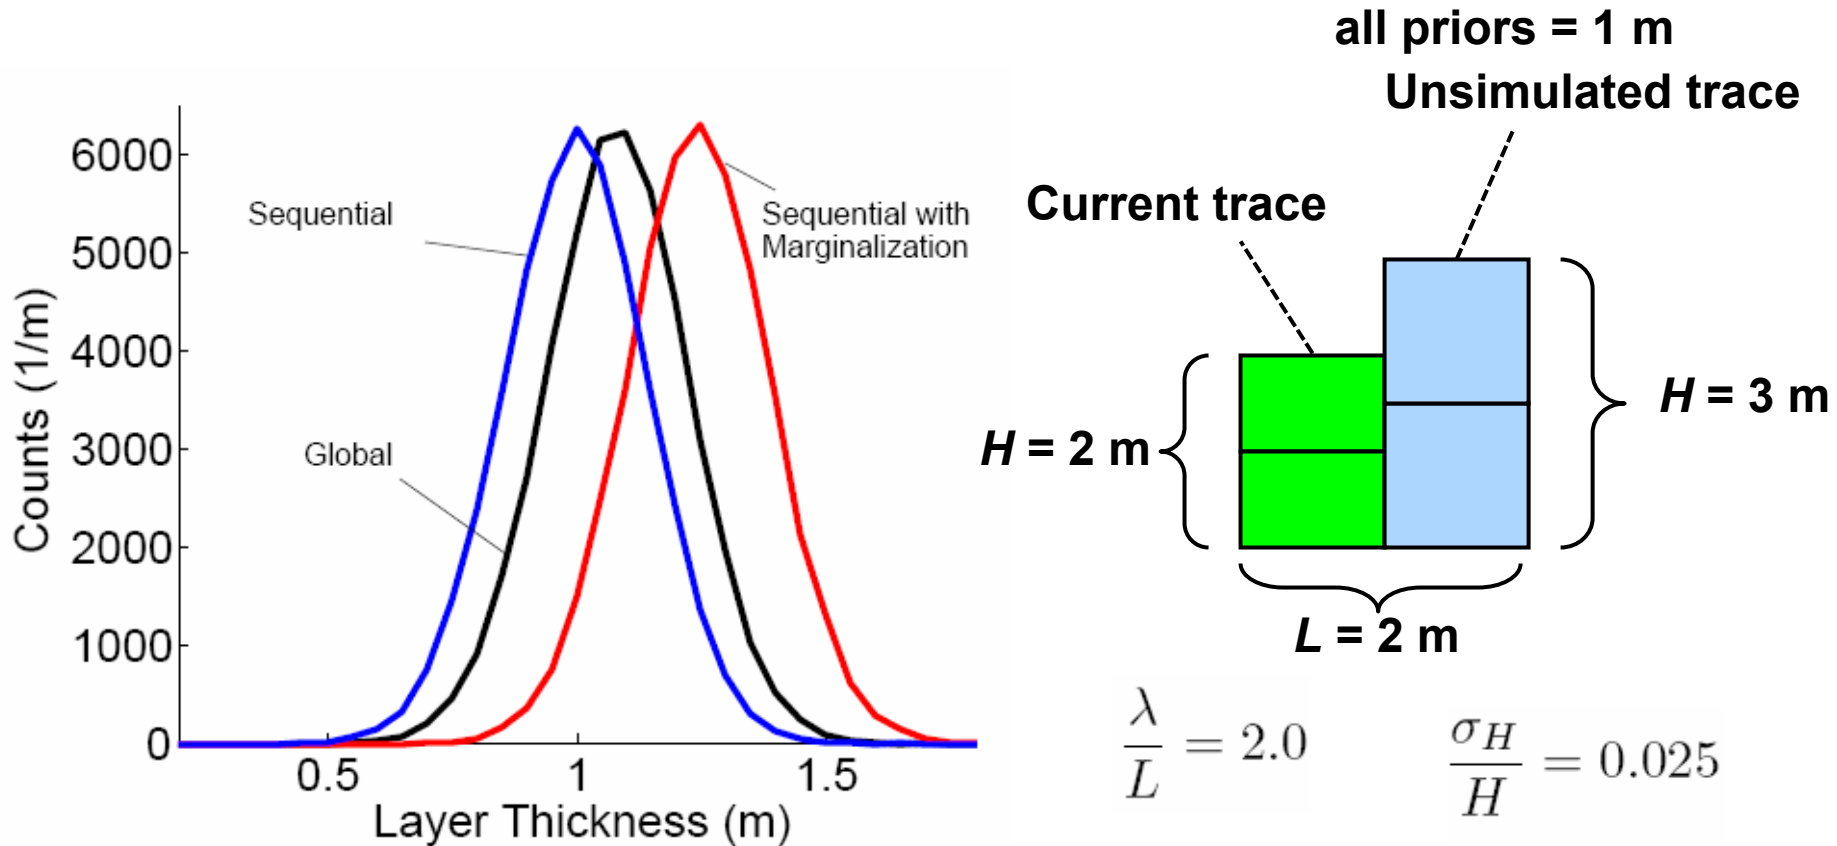 all priors = 1 m
Unsimulated trace
Current trace
H = 2 m
H = 3 m
L = 2 m
λ/L = 2.0
σH/H = 0.025
Counts (1/m)
6000
5000
4000
3000
2000
1000
0
0.5
1
1.5
Layer Thickness (m)
Sequential
Global
Sequential with
Marginalization